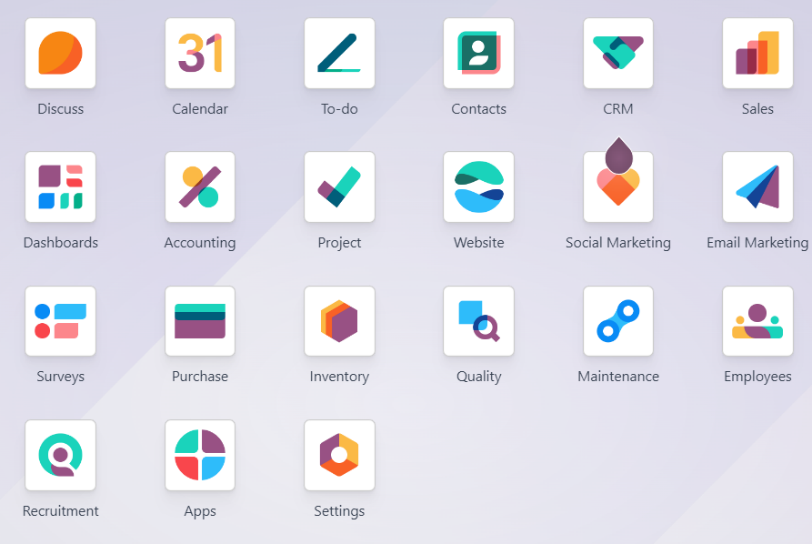 31
Discuss
Calendar
To-do
Contacts
CRM
Sales
Dashboards
Accounting
Project
Website
Social Marketing
Email Marketing
Surveys
Purchase
Inventory
Quality
Maintenance
Employees
Recruitment
Apps
Settings